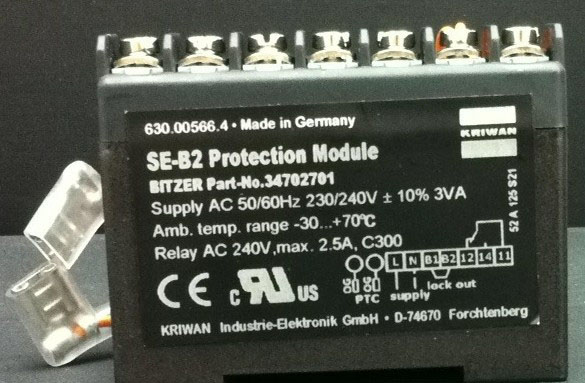 630.00566.4 • Made in Germany
KRIWAN
SE-B2 Protection Module
BITZER Part-No.34702701
Supply AC 50/60Hz 230/240V ± 10% 3VA
Amb. temp. range -30...+70°C
Relay AC 240V,max. 2.5A, C300
52 A 125 S21
L N B1 B2 12 14 11
PTC supply lock out
CE c RU US
KRIWAN Industrie-Elektronik GmbH • D-74670 Forchtenberg